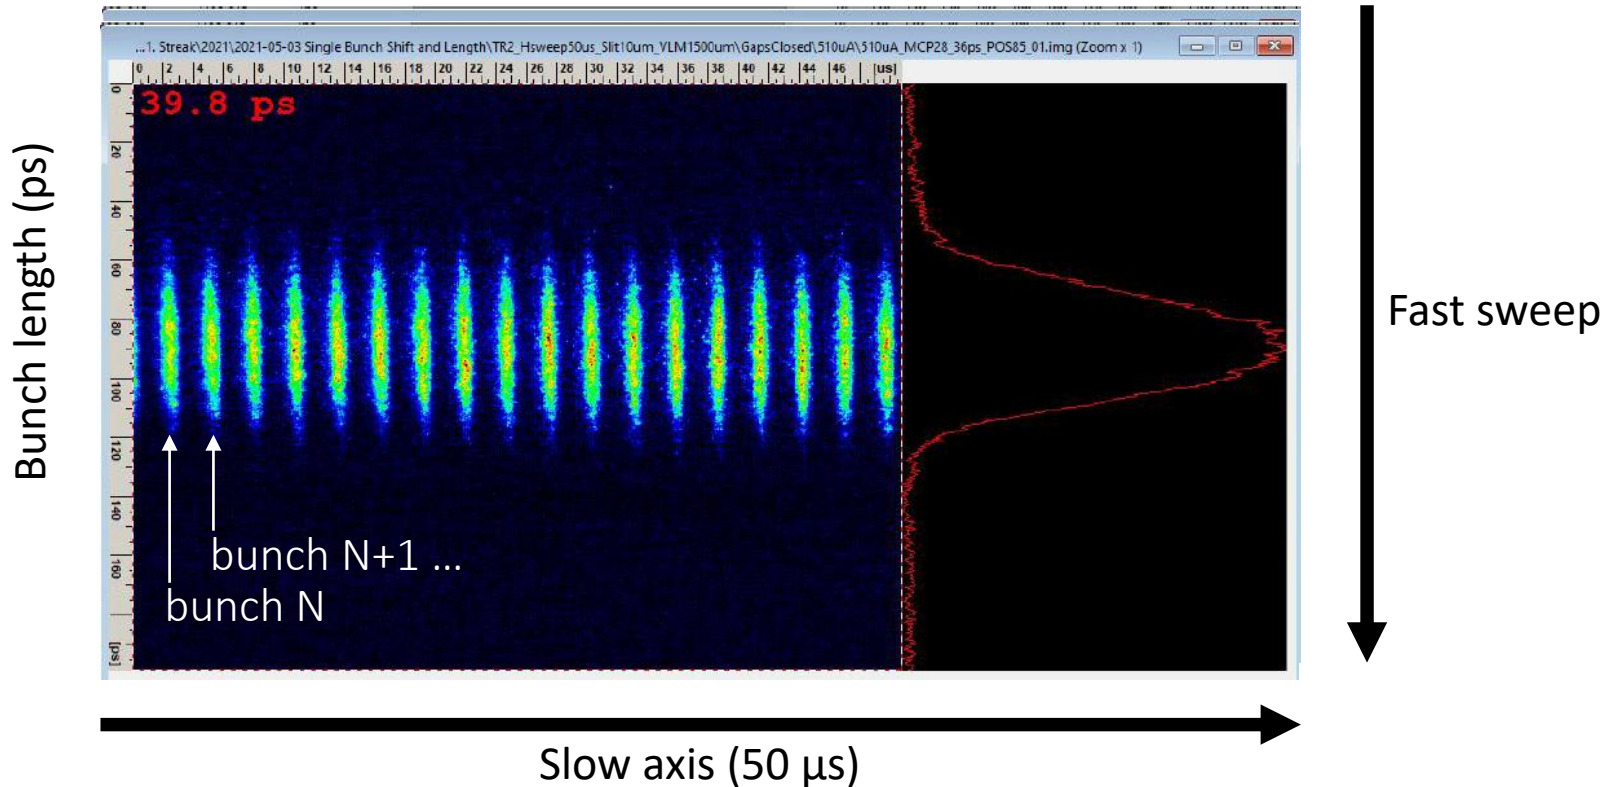 ...1. Streak\2021\2021-05-03 Single Bunch Shift and Length\TR2_Hsweep50us_Slit10um_VLM1500um\GapsClosed\510uA\510uA_MCP28_36ps_POS85_01.img (Zoom x 1)
0 2 4 6 8 10 12 14 16 18 20 22 24 26 28 30 32 34 36 38 40 42 44 46 [us]
39.8 ps
0
20
40
60
80
100
120
140
160
[ps]
Bunch length (ps)
bunch N+1 ...
bunch N
Fast sweep
Slow axis (50 µs)